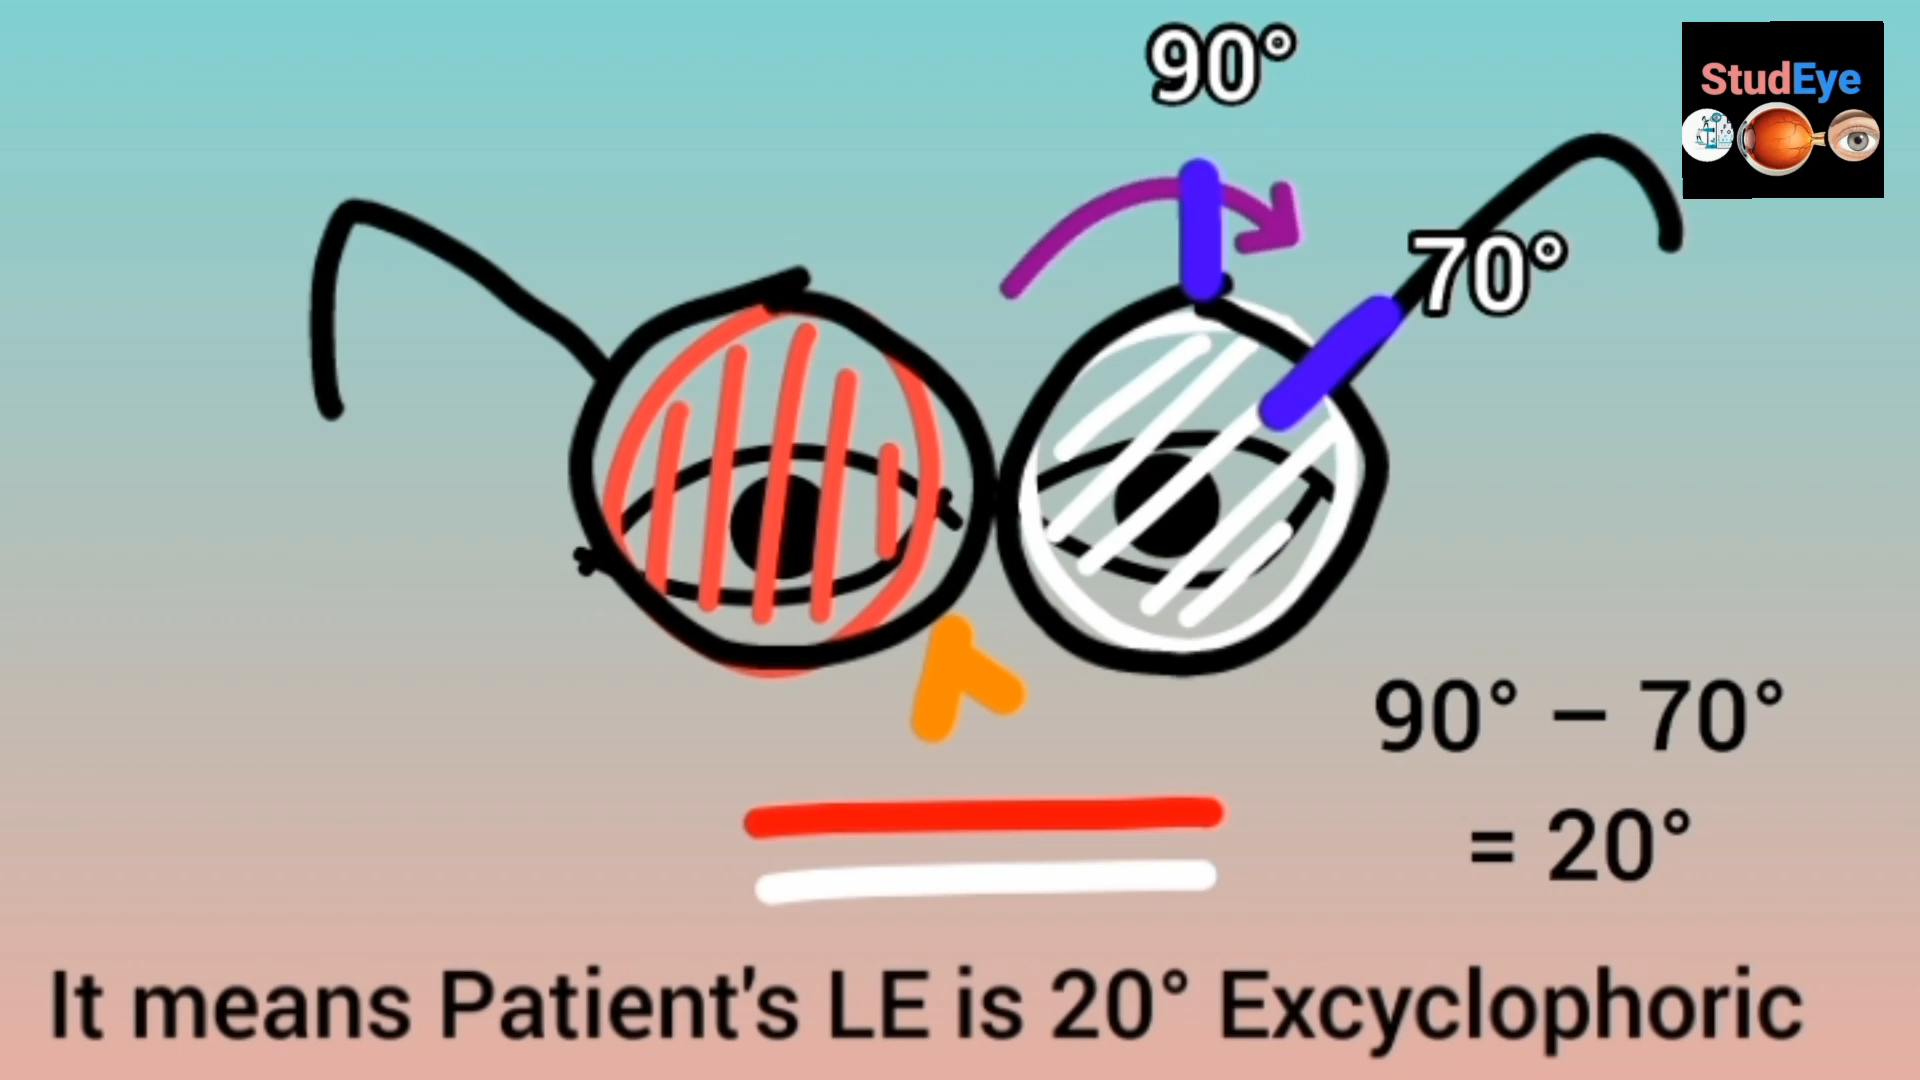 90°
StudEye
70°
90° – 70°
= 20°
It means Patient's LE is 20° Excyclophoric